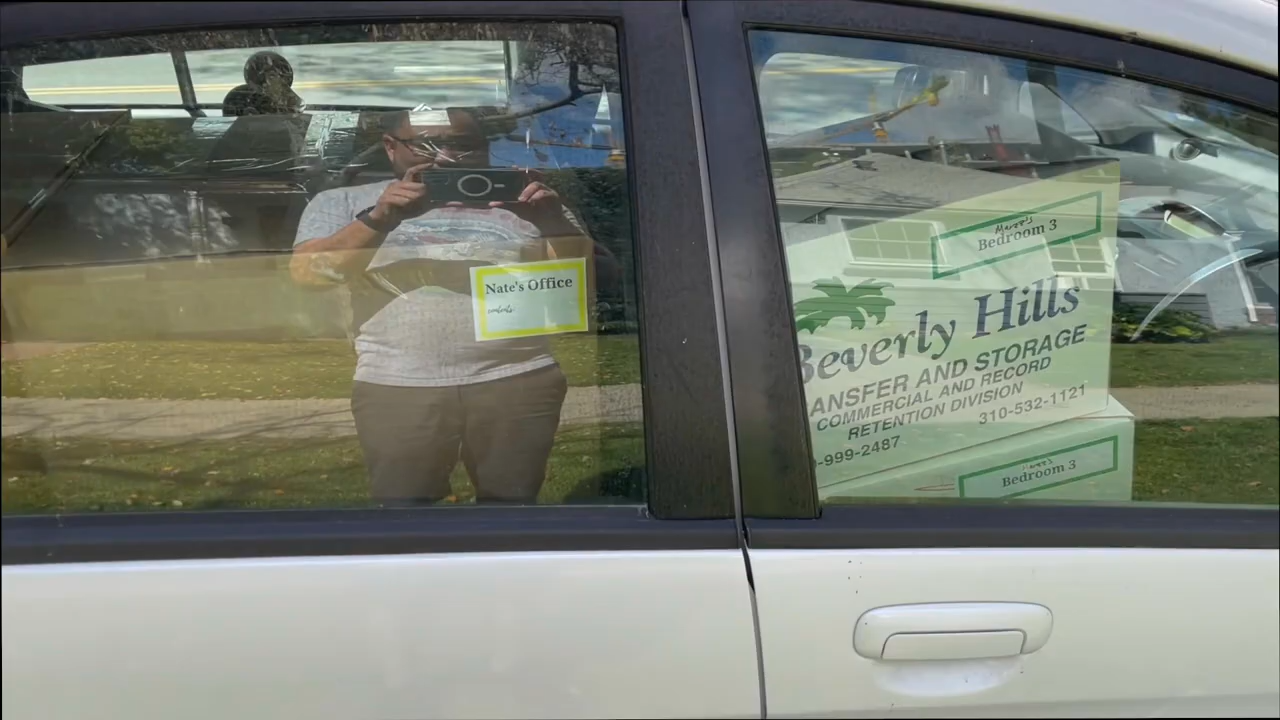 Nate's Office
contents:
Bedroom 3
Beverly Hills
ANSFER AND STORAGE
COMMERCIAL AND RECORD
RETENTION DIVISION
-999-2487
310-532-1121
Bedroom 3